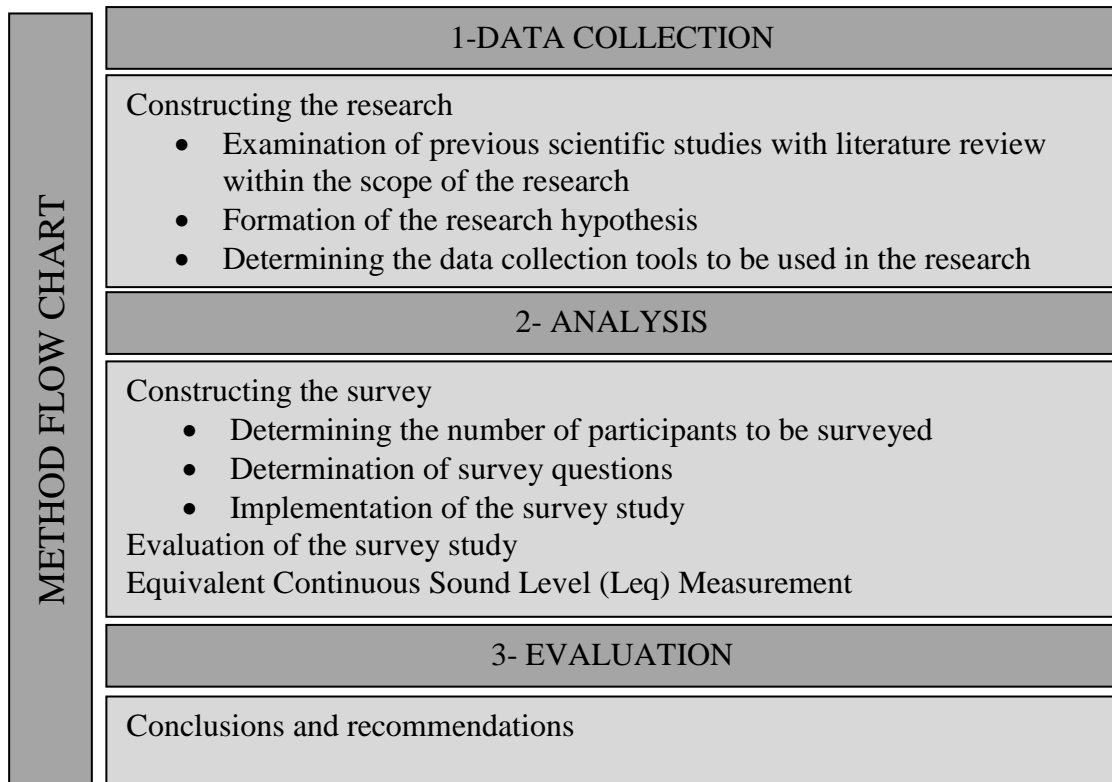 METHOD FLOW CHART
1-DATA COLLECTION
Constructing the research
• Examination of previous scientific studies with literature review
within the scope of the research
• Formation of the research hypothesis
• Determining the data collection tools to be used in the research
2- ANALYSIS
Constructing the survey
• Determining the number of participants to be surveyed
• Determination of survey questions
• Implementation of the survey study
Evaluation of the survey study
Equivalent Continuous Sound Level (Leq) Measurement
3- EVALUATION
Conclusions and recommendations